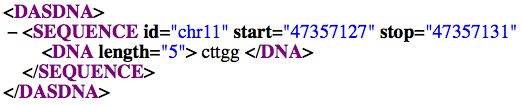 <DASDNA>
– <SEQUENCE id="chr11" start="47357127" stop="47357131"
<DNA length="5"> cttgg </DNA>
</SEQUENCE>
</DASDNA>